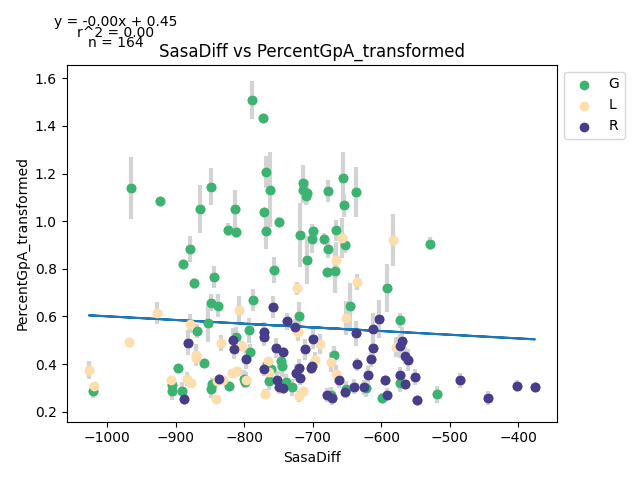 y = -0.00x + 0.45
r^2 = 0.00
n = 164
SasaDiff vs PercentGpA_transformed
1.6
1.4
1.2
1.0
0.8
0.6
0.4
0.2
PercentGpA_transformed
G
L
R
−1000 −900 −800 −700 −600 −500 −400
SasaDiff